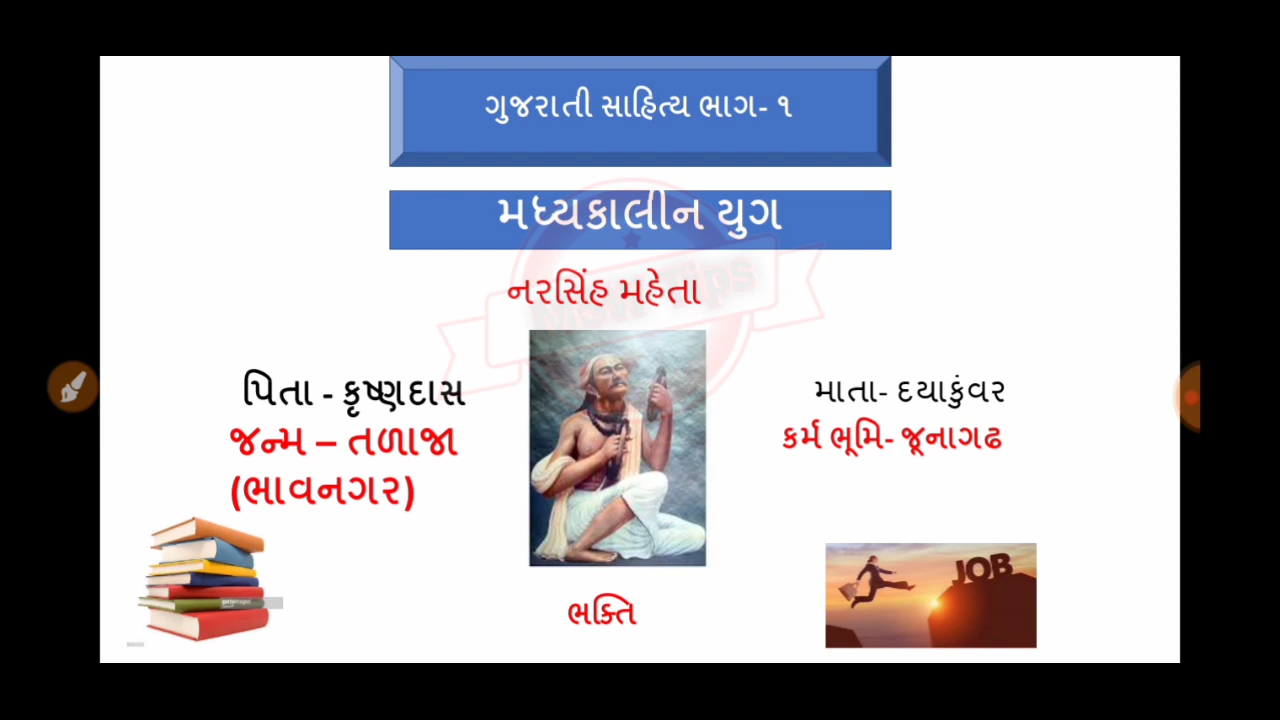 ગુજરાતી સાહિત્ય ભાગ- ૧
મધ્યકાલીન યુગ
નરસિંહ મહેતા
પિતા - કૃષ્ણદાસ
માતા- દયાકુંવર
જન્મ – તળાજા
(ભાવનગર)
કર્મ ભૂમિ- જૂનાગઢ
JOB
ભક્તિ